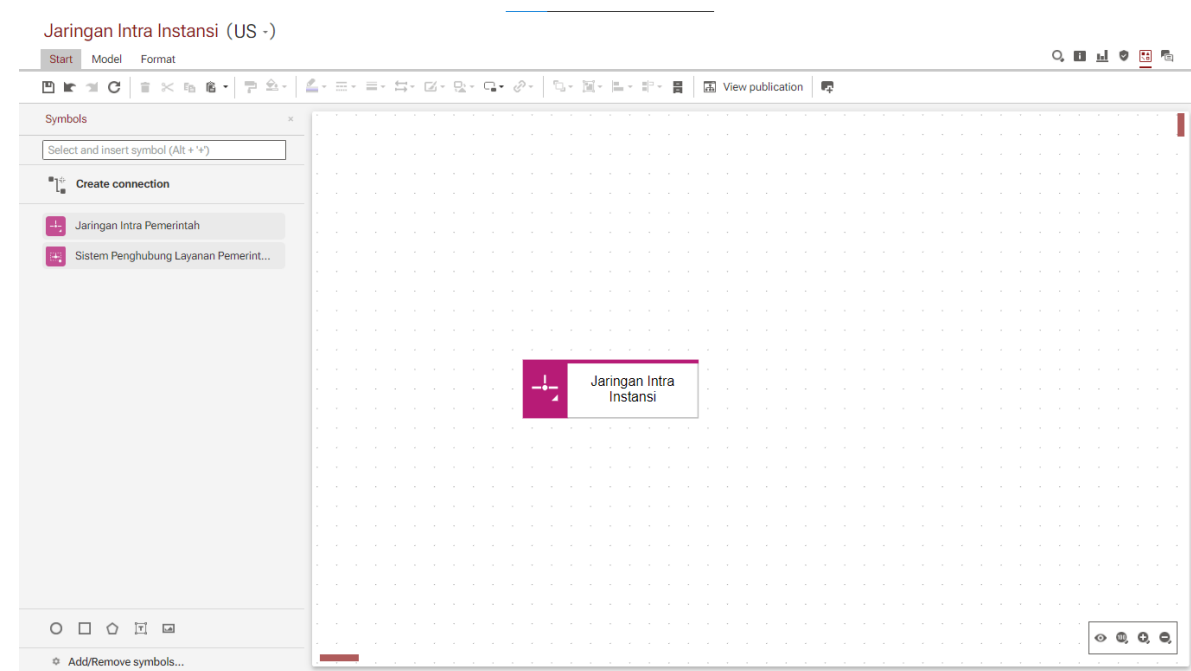 Jaringan Intra Instansi (US -)
Start Model Format
View publication
Symbols
Select and insert symbol (Alt + '+')
Create connection
Jaringan Intra Pemerintah
Sistem Penghubung Layanan Pemerint...
Jaringan Intra
Instansi
Add/Remove symbols...